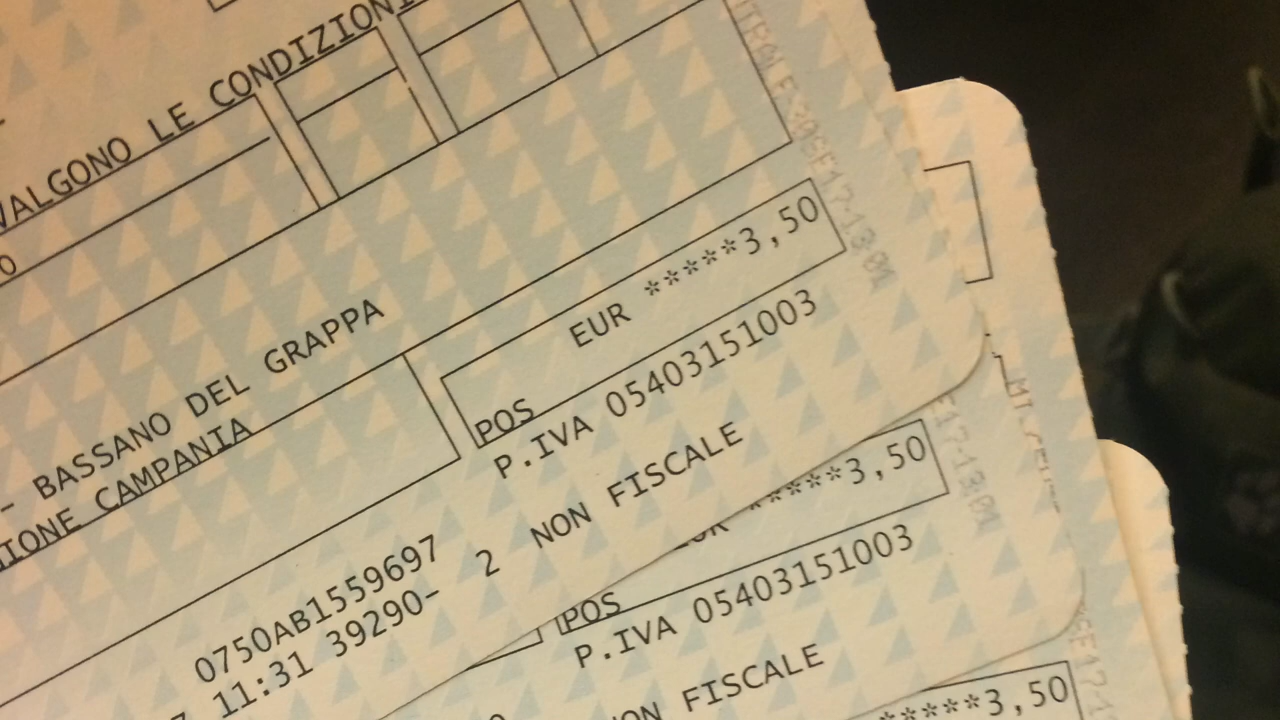 VALGONO LE CONDIZIONI
- BASSANO DEL GRAPPA
IONE CAMPANIA
EUR *****3,50
POS
P.IVA 05403151003
0750AB1559697
11:31 39290- 2 NON FISCALE
*****3,50
POS
P.IVA 05403151003
NON FISCALE
*****3,50